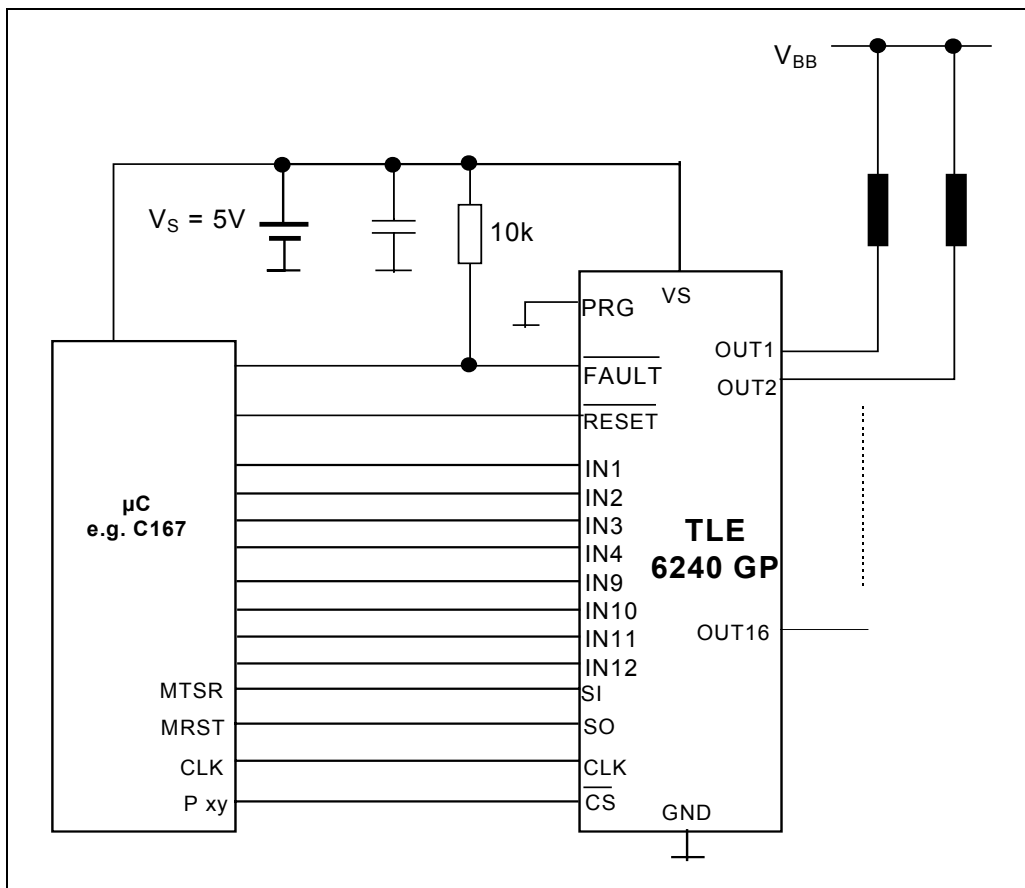 V_BB
V_S = 5V
10k
VS
PRG
OUT1
FAULT
OUT2
RESET
IN1
IN2
µC
IN3
e.g. C167
TLE
IN4
6240 GP
IN9
IN10
OUT16
IN11
IN12
MTSR
SI
MRST
SO
CLK
CLK
P xy
CS
GND